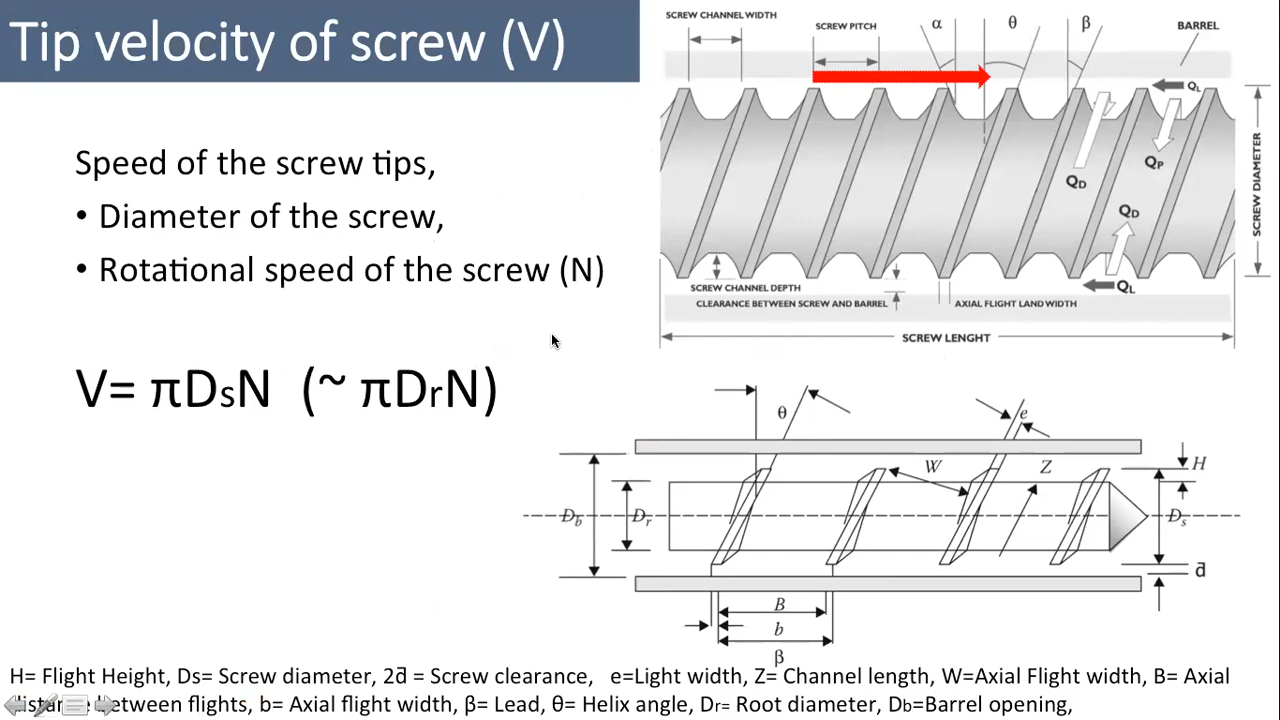 Tip velocity of screw (V)
Speed of the screw tips,
• Diameter of the screw,
• Rotational speed of the screw (N)
V= πDsN (~ πDrN)
SCREW CHANNEL WIDTH
SCREW PITCH
α
θ
β
BARREL
QL
QP
QD
QD
QL
SCREW DIAMETER
SCREW CHANNEL DEPTH
CLEARANCE BETWEEN SCREW AND BARREL
AXIAL FLIGHT LAND WIDTH
SCREW LENGHT
θ
e
W
Z
H
Db
Dr
Ds
đ
B
b
β
H= Flight Height, Ds= Screw diameter, 2đ = Screw clearance, e=Light width, Z= Channel length, W=Axial Flight width, B= Axial
distance between flights, b= Axial flight width, β= Lead, θ= Helix angle, Dr= Root diameter, Db=Barrel opening,